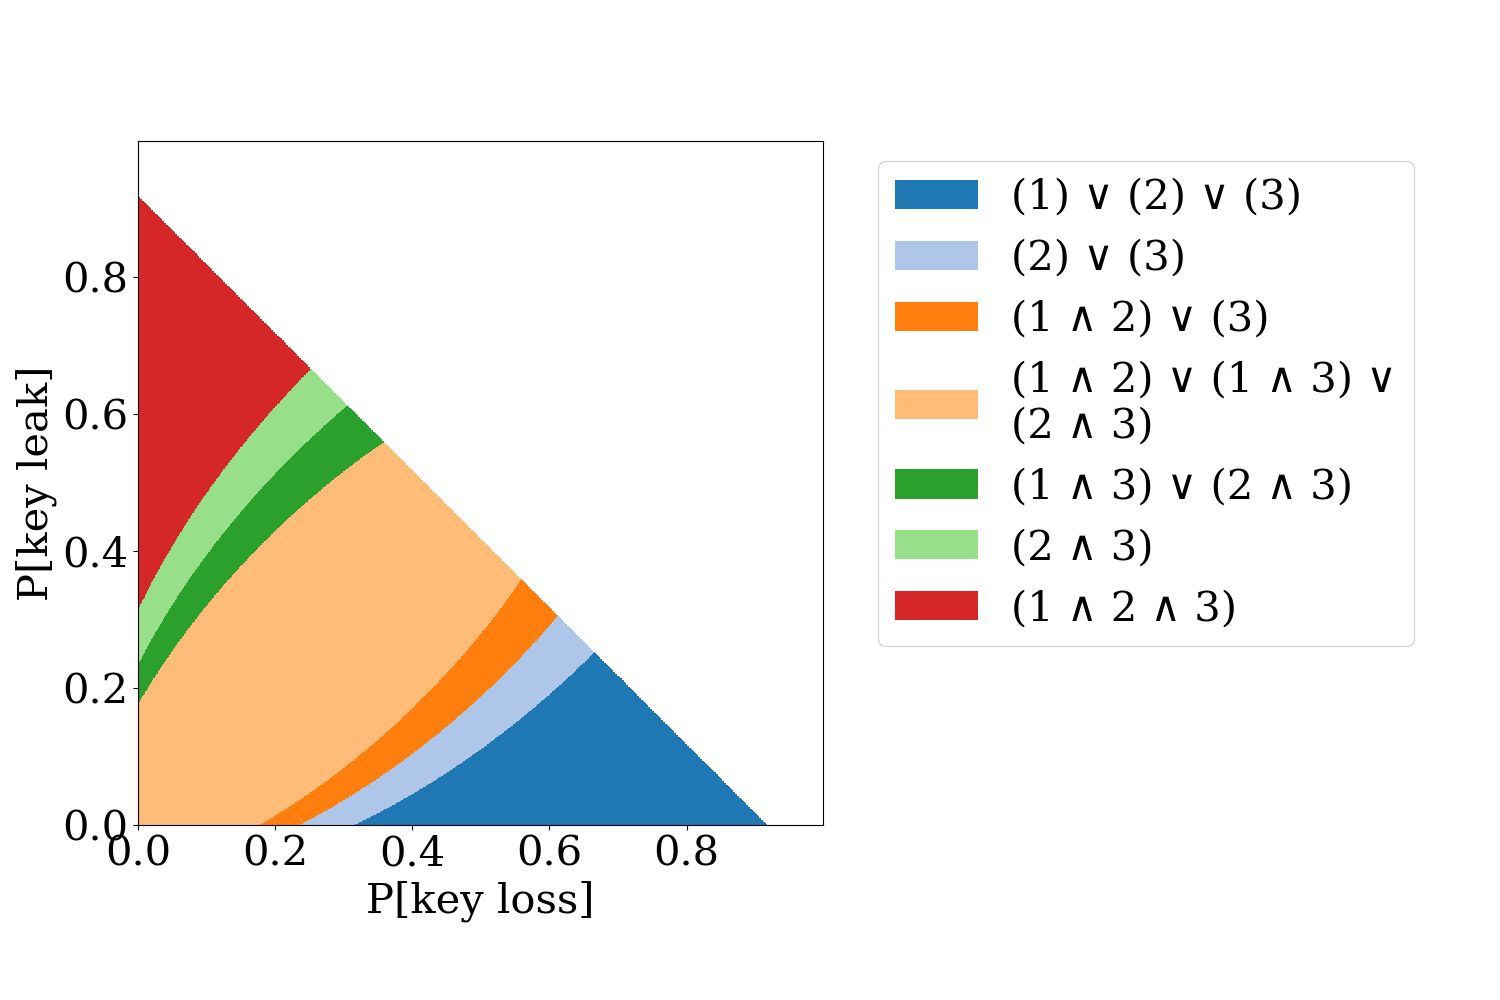 (1) ∨ (2) ∨ (3)
(2) ∨ (3)
(1 ∧ 2) ∨ (3)
(1 ∧ 2) ∨ (1 ∧ 3) ∨
(2 ∧ 3)
(1 ∧ 3) ∨ (2 ∧ 3)
(2 ∧ 3)
(1 ∧ 2 ∧ 3)
P[key leak]
0.8
0.6
0.4
0.2
0.0
0.0 0.2 0.4 0.6 0.8
P[key loss]